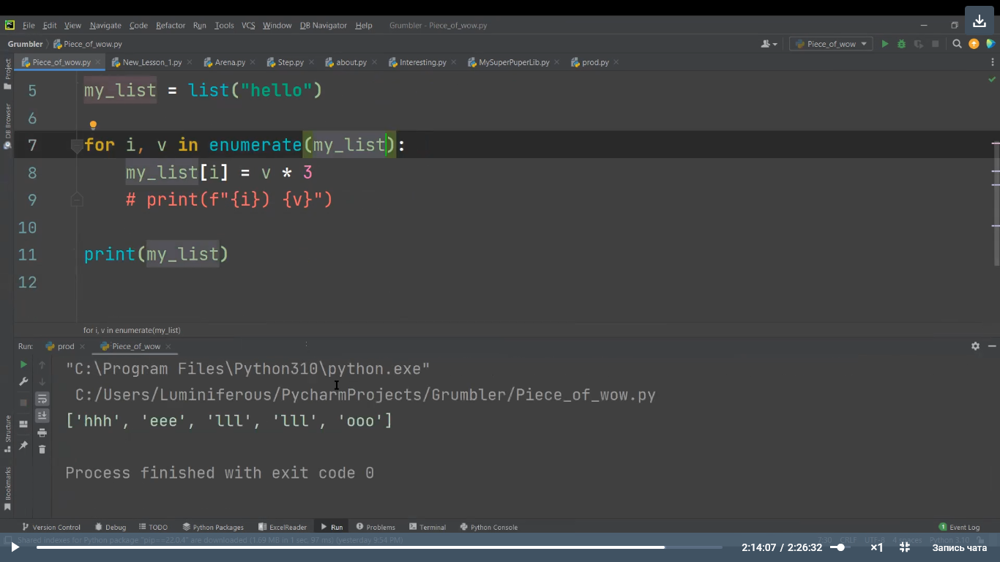 File Edit View Navigate Code Refactor Run Tools VCS Window DB Navigator Help Grumbler - Piece_of_wow.py
Grumbler Piece_of_wow.py Piece_of_wow
Project
Piece_of_wow.py New_Lesson_1.py Arena.py Step.py about.py Interesting.py MySuperPuperLib.py prod.py
DB Browser
5 my_list = list("hello")
6
7 for i, v in enumerate(my_list):
8 my_list[i] = v * 3
9 # print(f"{i}) {v}")
10
11 print(my_list)
12
for i, v in enumerate(my_list)
Run: prod Piece_of_wow
"C:\Program Files\Python310\python.exe"
C:/Users/Luminiferous/PycharmProjects/Grumbler/Piece_of_wow.py
['hhh', 'eee', 'lll', 'lll', 'ooo']
Process finished with exit code 0
Structure
Bookmarks
Version Control Debug TODO Python Packages ExcelReader Run Problems Terminal Python Console 1 Event Log
Shared indexes for Python package "pip==22.0.4" are downloaded (1.69 MB in 1 sec, 97 ms) (yesterday 9:54 PM) 7:30 CRLF UTF-8 4 spaces Python 3.10
2:14:07 / 2:26:32 ×1 Запись чата